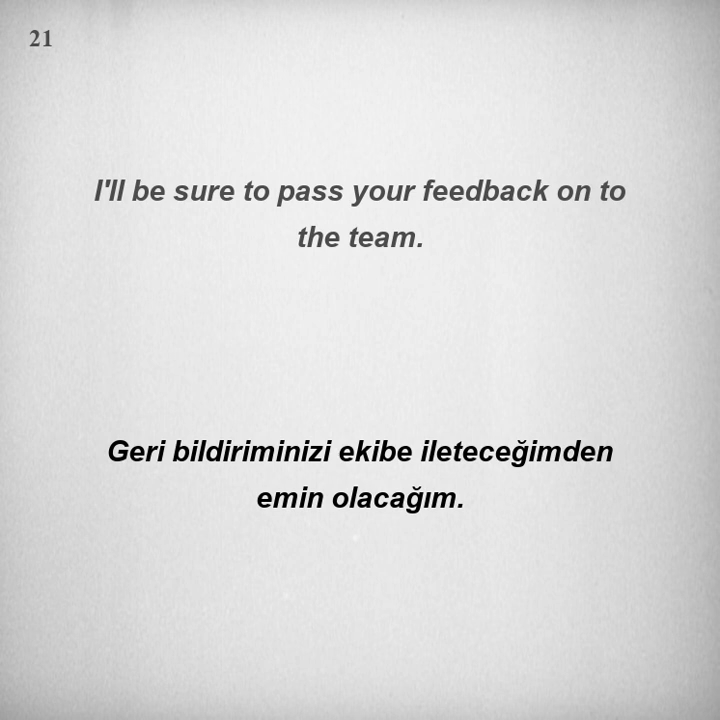 21
I'll be sure to pass your feedback on to
the team.
Geri bildiriminizi ekibe ileteceğimden
emin olacağım.